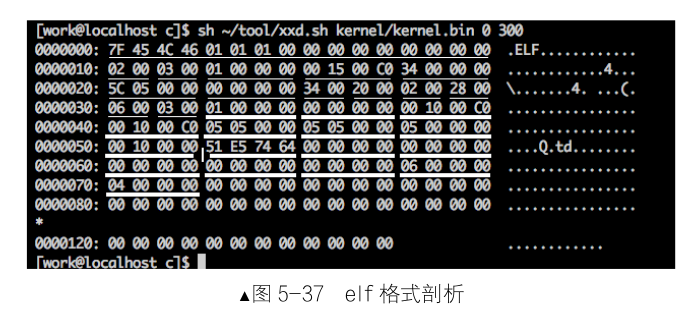 [work@localhost c]$ sh ~/tool/xxd.sh kernel/kernel.bin 0 300
0000000: 7F 45 4C 46 01 01 01 00 00 00 00 00 00 00 00 00 .ELF............
0000010: 02 00 03 00 01 00 00 00 00 15 00 C0 34 00 00 00 ............4...
0000020: 5C 05 00 00 00 00 00 00 34 00 20 00 02 00 28 00 \.......4. ...(.
0000030: 06 00 03 00 01 00 00 00 00 00 00 00 00 10 00 C0 ................
0000040: 00 10 00 C0 05 05 00 00 05 05 00 00 05 00 00 00 ................
0000050: 00 10 00 00 51 E5 74 64 00 00 00 00 00 00 00 00 ....Q.td........
0000060: 00 00 00 00 00 00 00 00 00 00 00 00 06 00 00 00 ................
0000070: 04 00 00 00 00 00 00 00 00 00 00 00 00 00 00 00 ................
0000080: 00 00 00 00 00 00 00 00 00 00 00 00 00 00 00 00 ................
*
0000120: 00 00 00 00 00 00 00 00 00 00 00 00 ............
[work@localhost c]$
▲图 5-37 elf 格式剖析